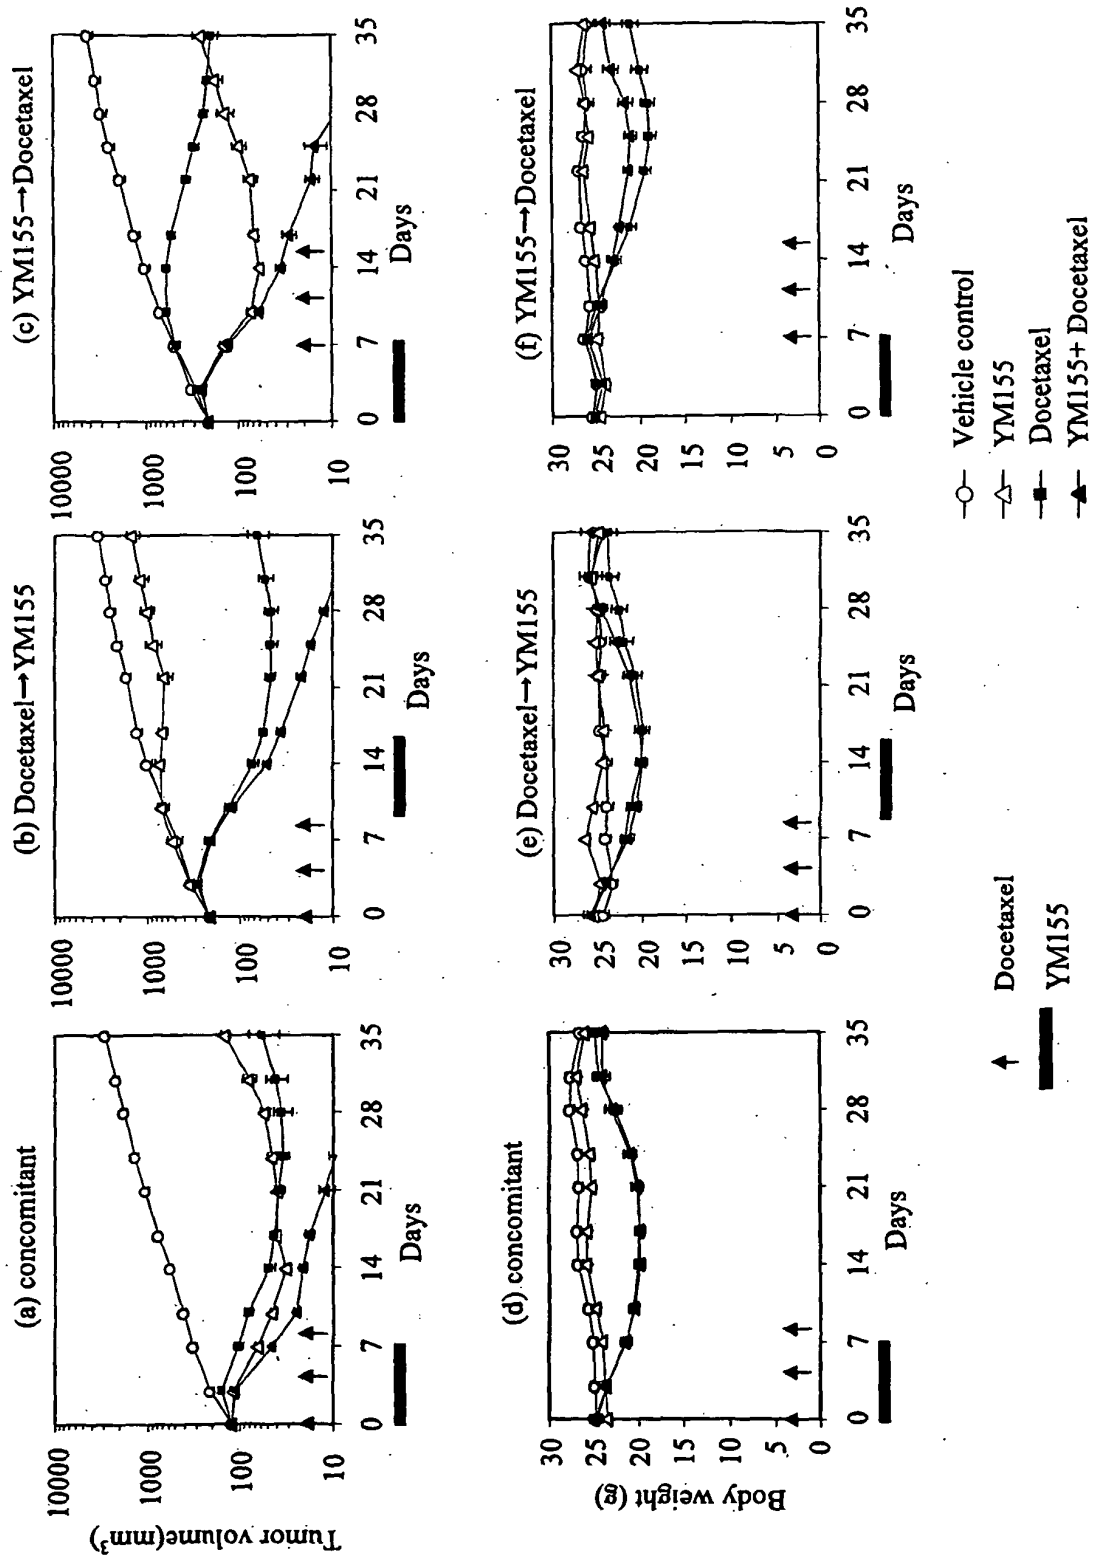 (a) concomitant
(b) Docetaxel→YM155
(c) YM155→Docetaxel
Tumor volume(mm³)
10000
1000
100
10
0 7 14 21 28 35
Days
10000
1000
100
10
0 7 14 21 28 35
Days
10000
1000
100
10
0 7 14 21 28 35
Days
(d) concomitant
(e) Docetaxel→YM155
(f) YM155→Docetaxel
Body weight (g)
30
25
20
15
10
5
0
0 7 14 21 28 35
Days
30
25
20
15
10
5
0
0 7 14 21 28 35
Days
30
25
20
15
10
5
0
0 7 14 21 28 35
Days
Docetaxel
YM155
Vehicle control
YM155
Docetaxel
YM155+ Docetaxel